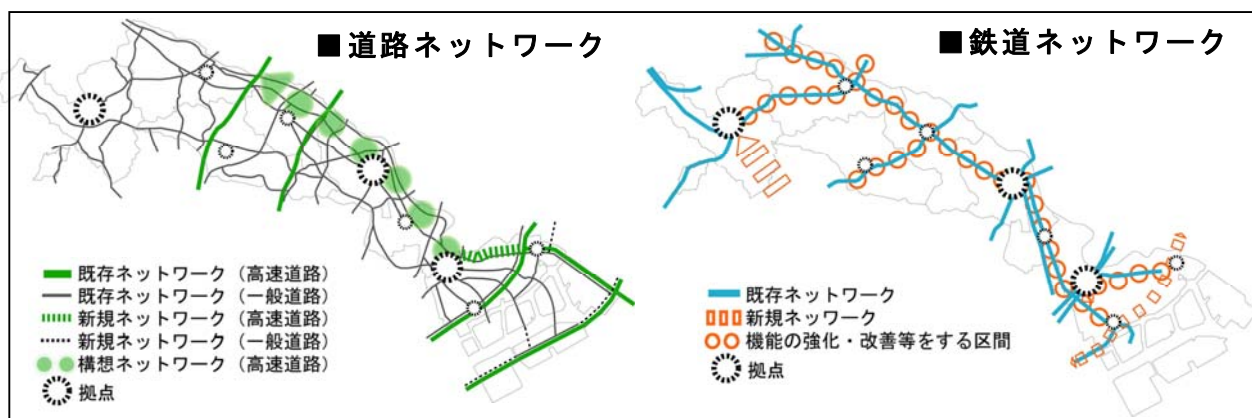 ■道路ネットワーク
既存ネットワーク（高速道路）
既存ネットワーク（一般道路）
新規ネットワーク（高速道路）
新規ネットワーク（一般道路）
構想ネットワーク（高速道路）
拠点
■鉄道ネットワーク
既存ネットワーク
新規ネッワーク
機能の強化・改善等をする区間
拠点